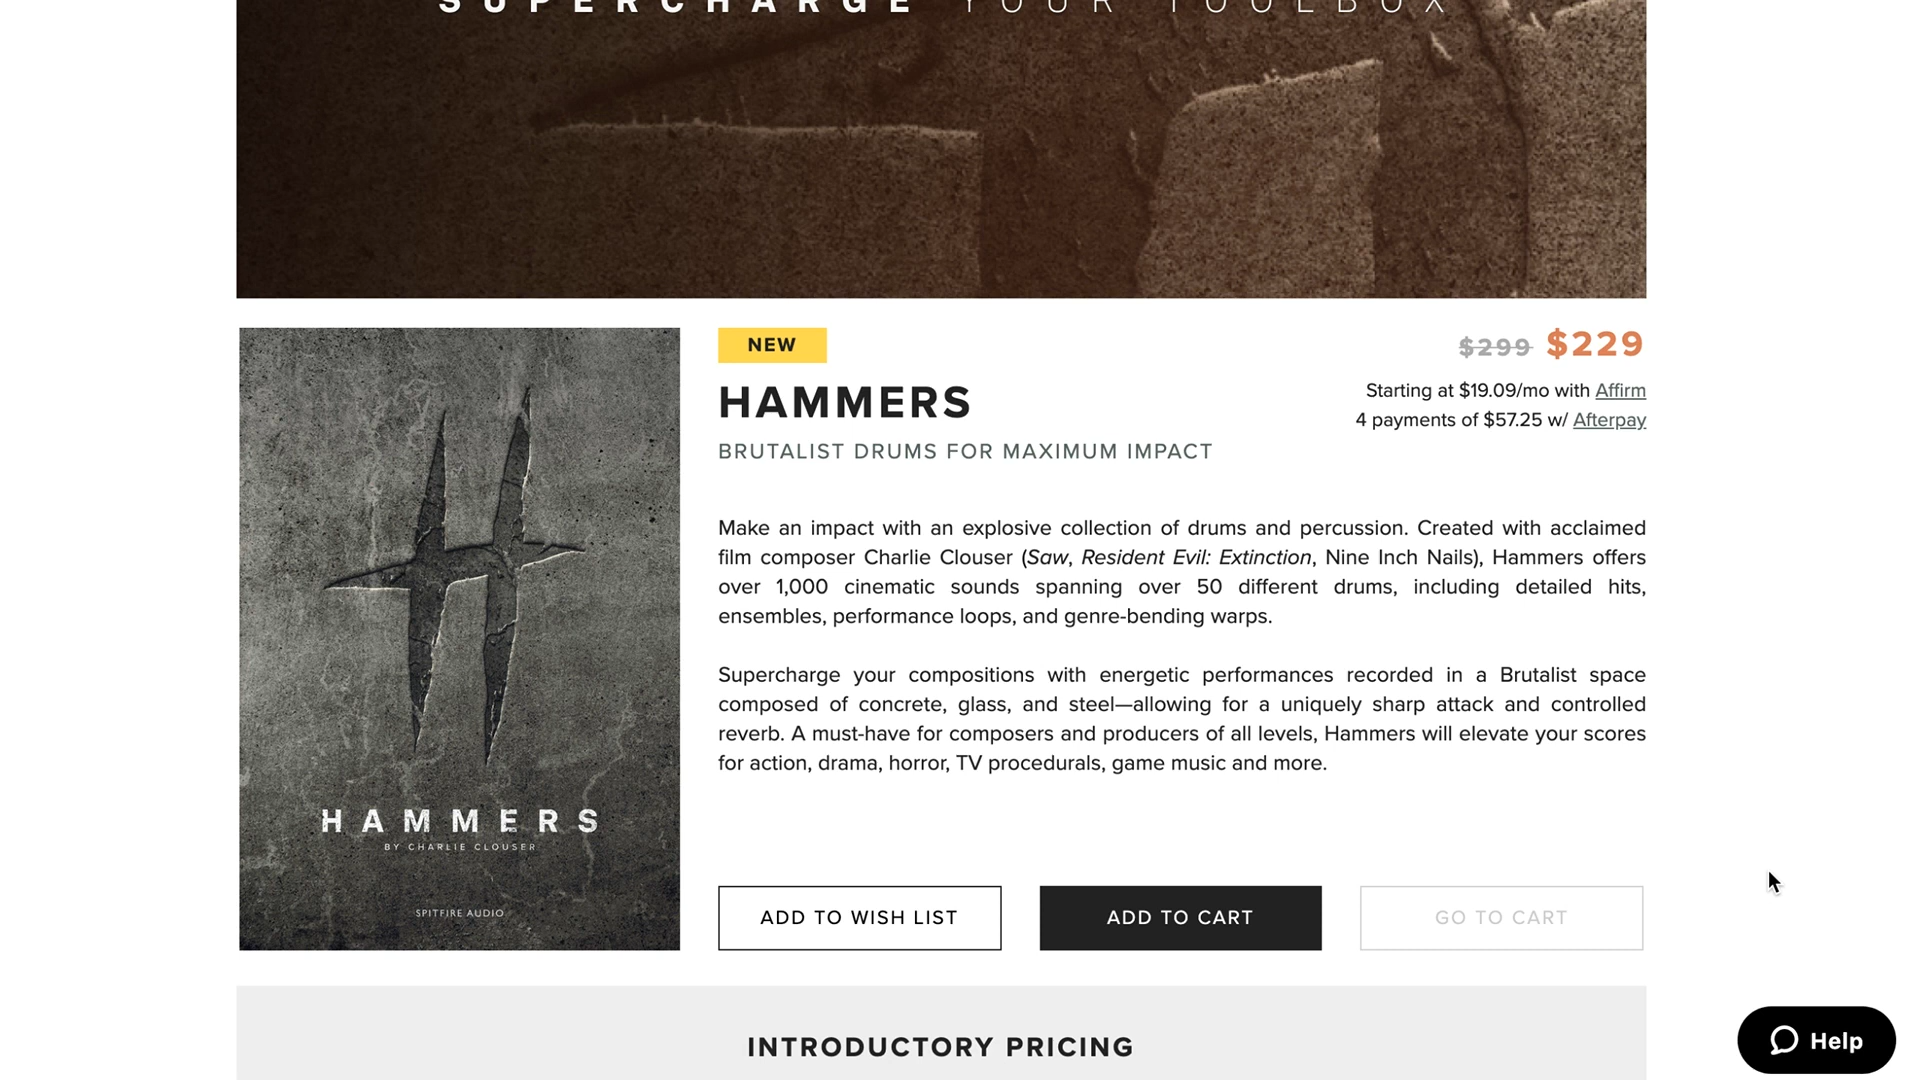 SUPERCHARGE YOUR TOOLBOX
NEW
$299 $229
HAMMERS
Starting at $19.09/mo with Affirm
4 payments of $57.25 w/ Afterpay
BRUTALIST DRUMS FOR MAXIMUM IMPACT
Make an impact with an explosive collection of drums and percussion. Created with acclaimed
film composer Charlie Clouser (Saw, Resident Evil: Extinction, Nine Inch Nails), Hammers offers
over 1,000 cinematic sounds spanning over 50 different drums, including detailed hits,
ensembles, performance loops, and genre-bending warps.
Supercharge your compositions with energetic performances recorded in a Brutalist space
composed of concrete, glass, and steel—allowing for a uniquely sharp attack and controlled
reverb. A must-have for composers and producers of all levels, Hammers will elevate your scores
for action, drama, horror, TV procedurals, game music and more.
HAMMERS
BY CHARLIE CLOUSER
SPITFIRE AUDIO
ADD TO WISH LIST
ADD TO CART
GO TO CART
INTRODUCTORY PRICING
Help